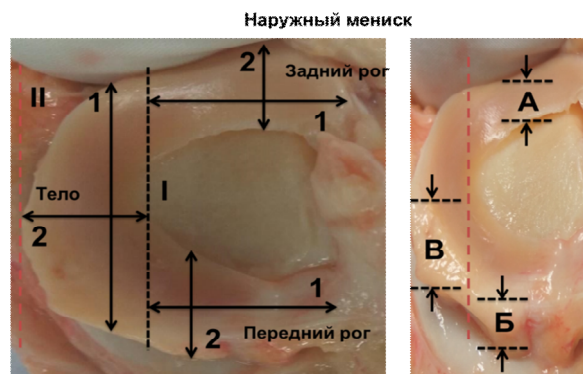 Наружный мениск
II
1
2
Задний рог
1
А
Тело
I
2
В
1
2
Передний рог
Б